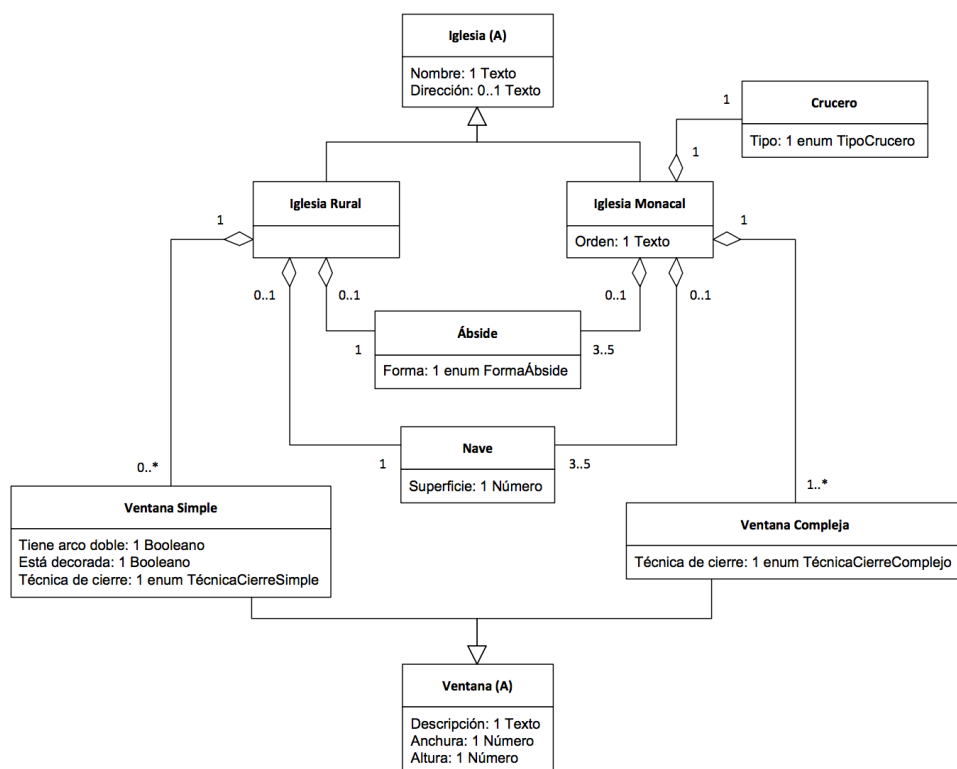 Iglesia (A)
Nombre: 1 Texto
Dirección: 0..1 Texto
1
Crucero
Tipo: 1 enum TipoCrucero
1
1
Iglesia Rural
Iglesia Monacal
Orden: 1 Texto
1
0..1
0..1
0..1
0..1
Ábside
Forma: 1 enum FormaÁbside
1
3..5
Nave
Superficie: 1 Número
1
3..5
0..*
1..*
Ventana Simple
Tiene arco doble: 1 Booleano
Está decorada: 1 Booleano
Técnica de cierre: 1 enum TécnicaCierreSimple
Ventana Compleja
Técnica de cierre: 1 enum TécnicaCierreComplejo
Ventana (A)
Descripción: 1 Texto
Anchura: 1 Número
Altura: 1 Número